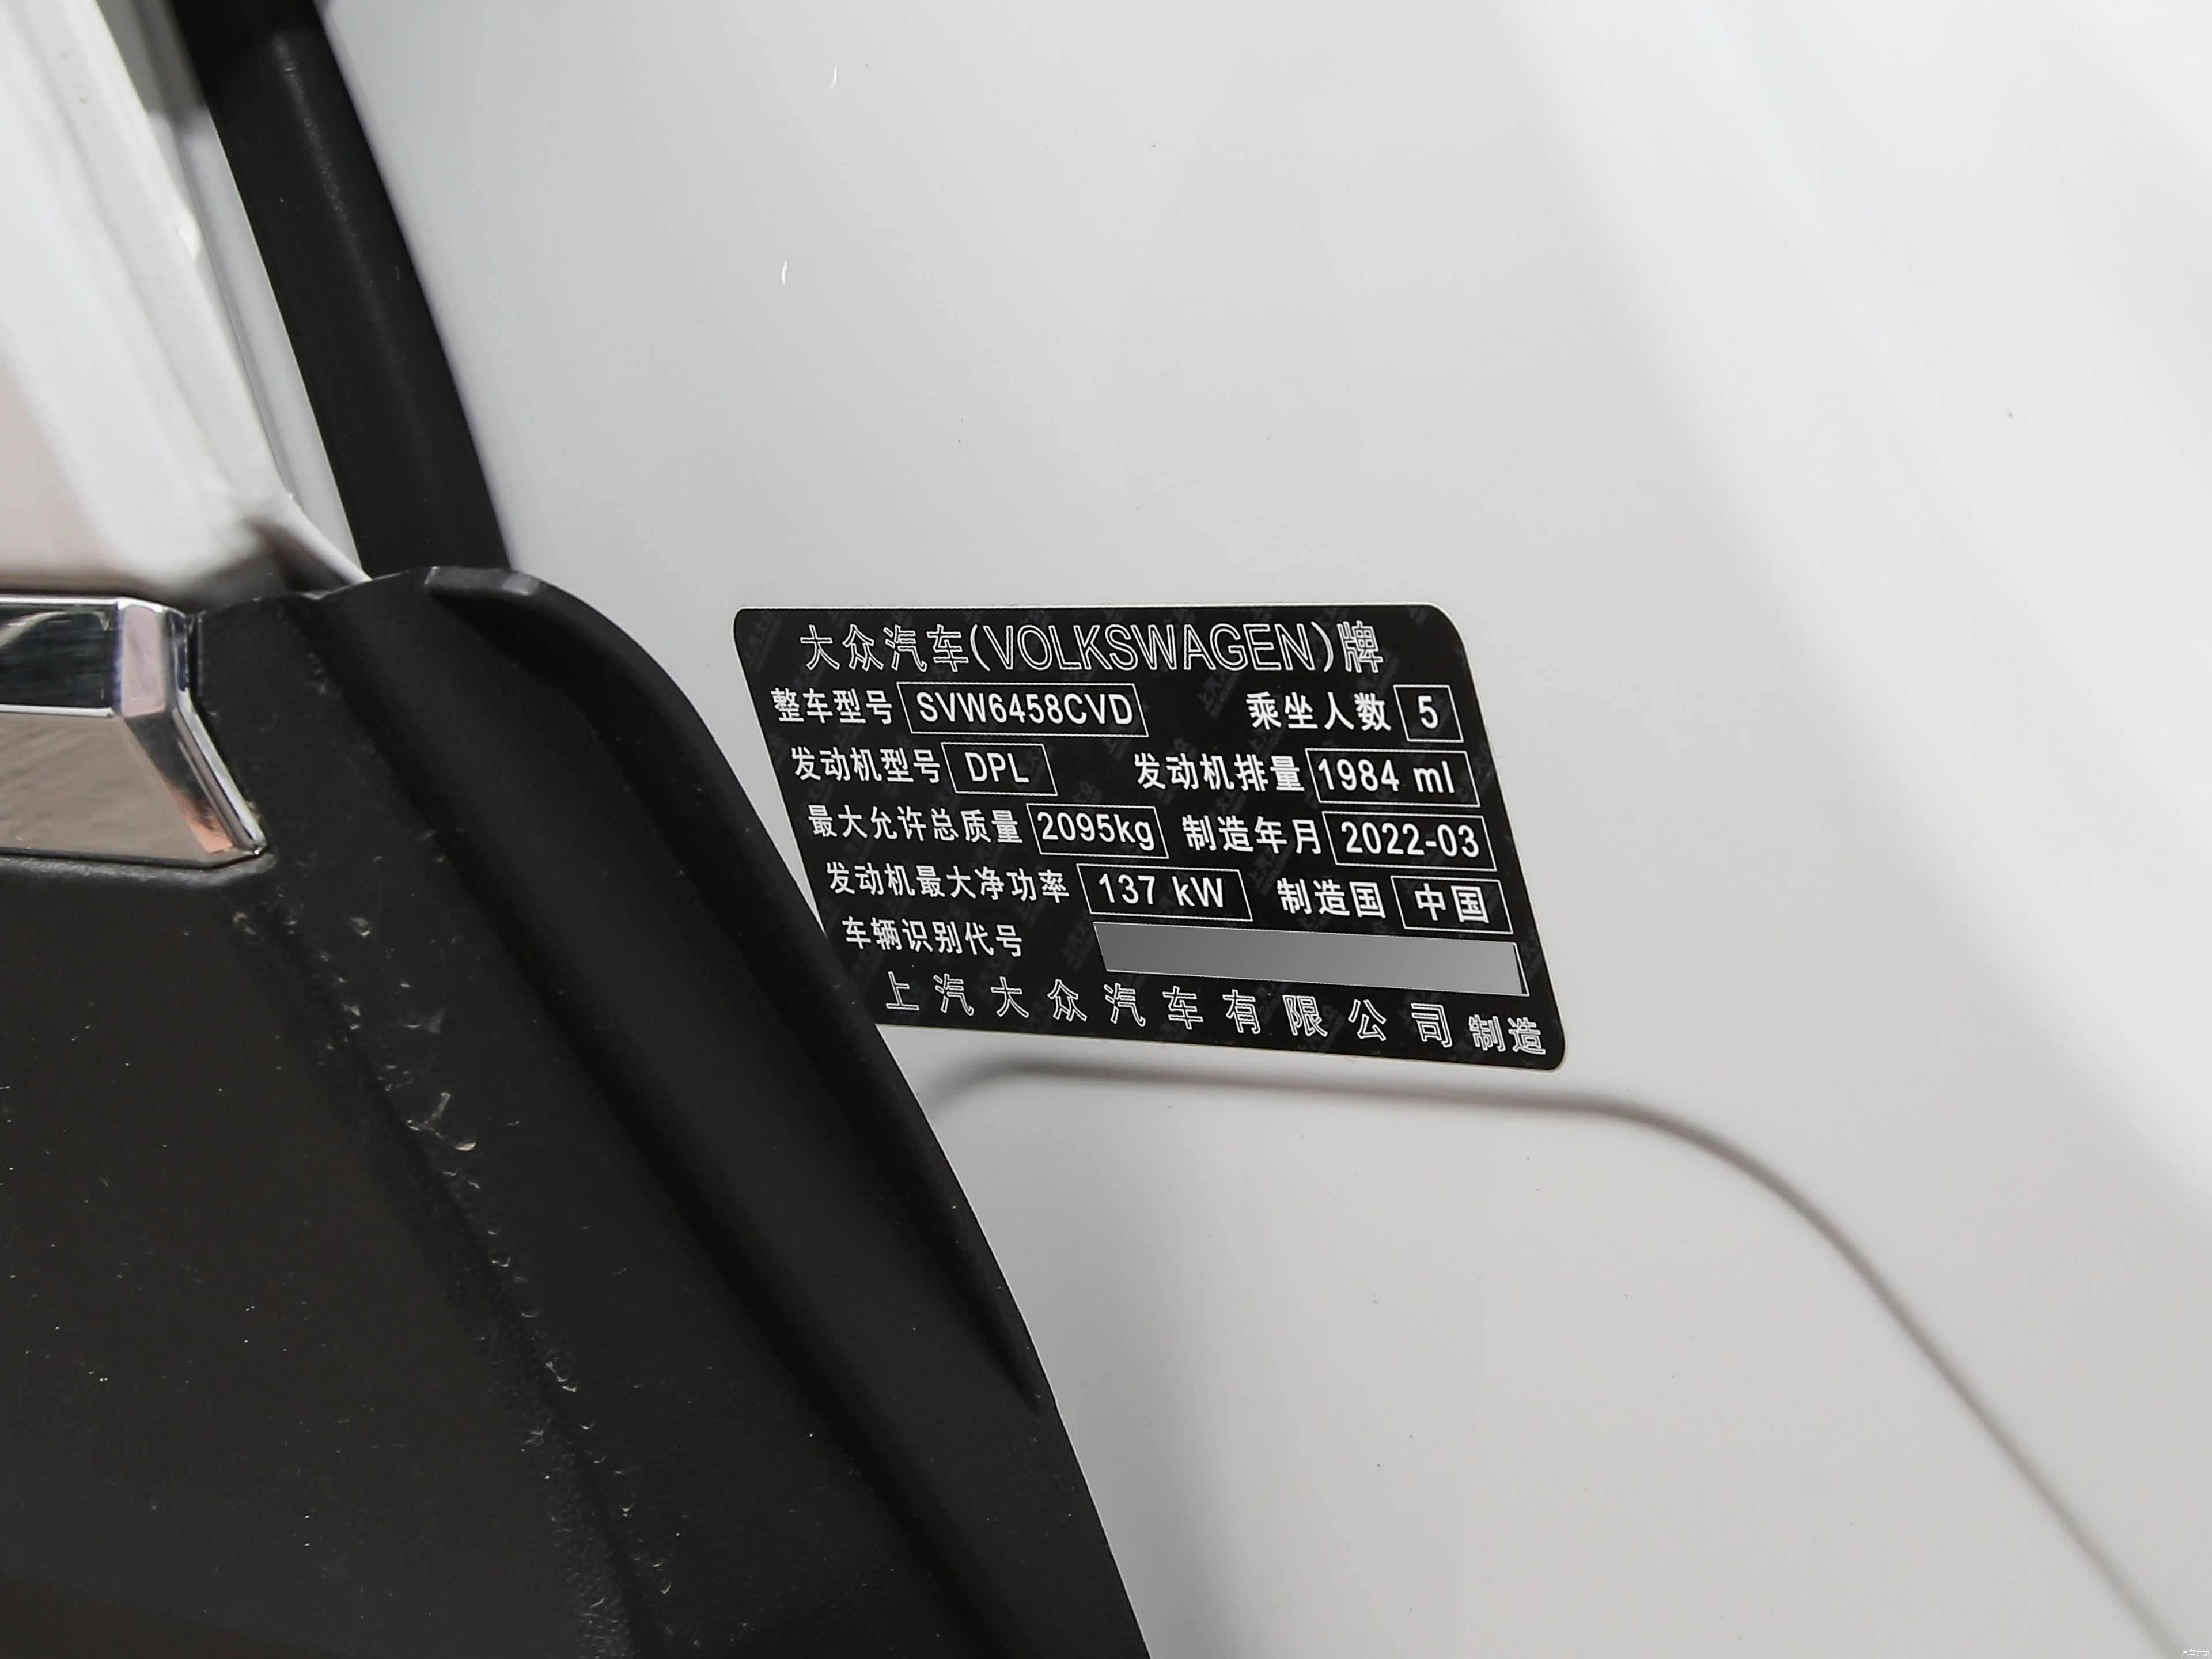 大众汽车(VOLKSWAGEN)牌
整车型号 SVW6458CVD 乘坐人数 5
发动机型号 DPL 发动机排量 1984 ml
最大允许总质量 2095kg 制造年月 2022-03
发动机最大净功率 137 kW 制造国 中国
车辆识别代号
上汽大众汽车有限公司 制造
汽车之家